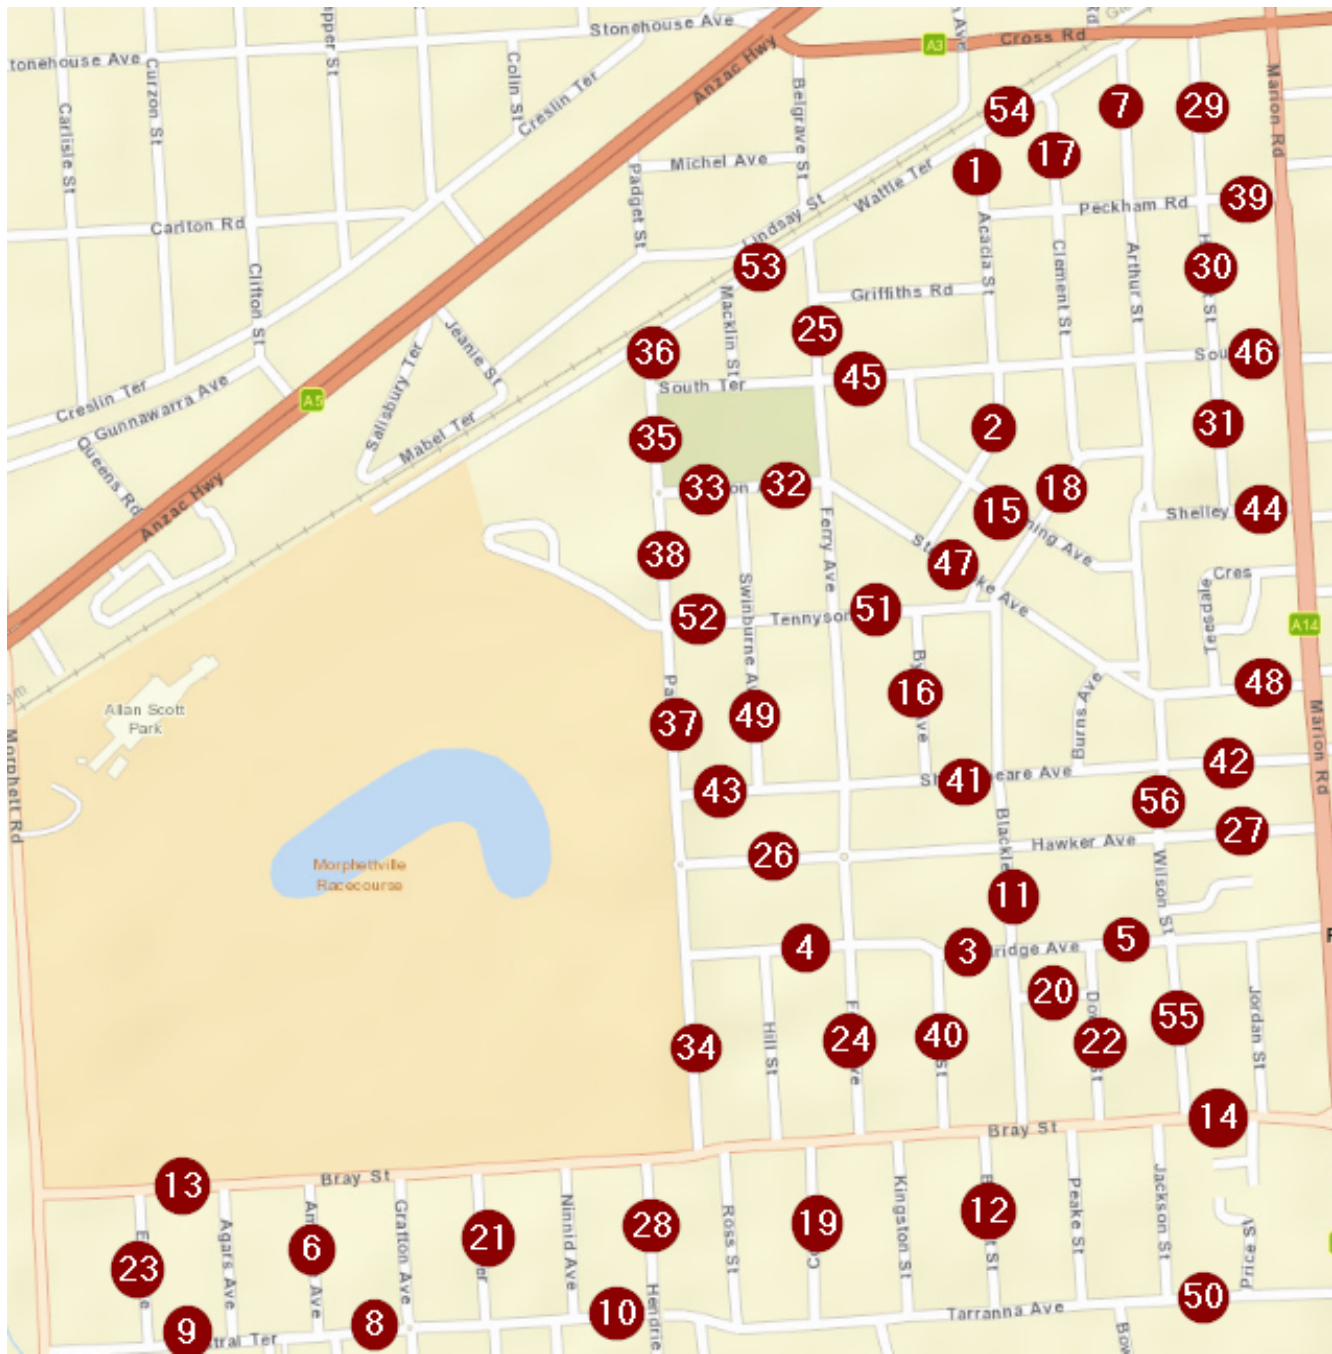 Stonehouse Ave
Cross Rd
A3
tonehouse Ave
Curzon St
Colin St
Creslin Ter
Anzac Hwy
Belgrave St
Marion Rd
Carlisle St
54
7
29
17
1
Michel Ave
Padget St
Wattle Ter
Lindsay St
Peckham Rd
39
Carlton Rd
Acacia St
Clement St
Arthur St
Clifton St
53
30
Griffiths Rd
Macklin St
25
Jeanie St
Salisbury Ter
36
46
South Ter
45
Creslin Ter
Gunnawarra Ave
A5
Queens Rd
Mabel Ter
35
2
31
Anzac Hwy
33
32
18
15
Shelley
44
Ferry Ave
38
47
Swinburne
Cres
Teesdale
52
Tennyson
51
A14
Allan Scott
Park
16
48
37
49
Burns Ave
Morphett Rd
Marion Rd
43
41
42
56
27
Hawker Ave
26
Morphettville
Racecourse
Wilson St
11
4
3
5
20
Jordan St
34
Hill St
24
40
22
55
Bray St
14
Bray St
13
Agars Ave
Grafton Ave
Ninnid Ave
Ross St
Kingston St
Peake St
Jackson St
Price St
23
6
21
28
19
12
Hendrie
9
8
10
Tarranna Ave
50